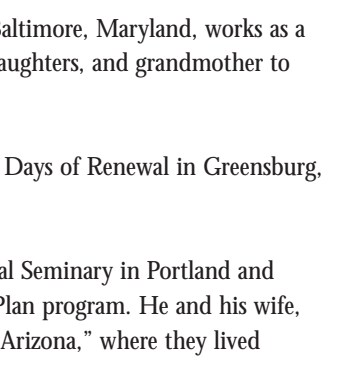 Baltimore, Maryland, works as a
daughters, and grandmother to
Days of Renewal in Greensburg,
al Seminary in Portland and
Plan program. He and his wife,
Arizona,” where they lived